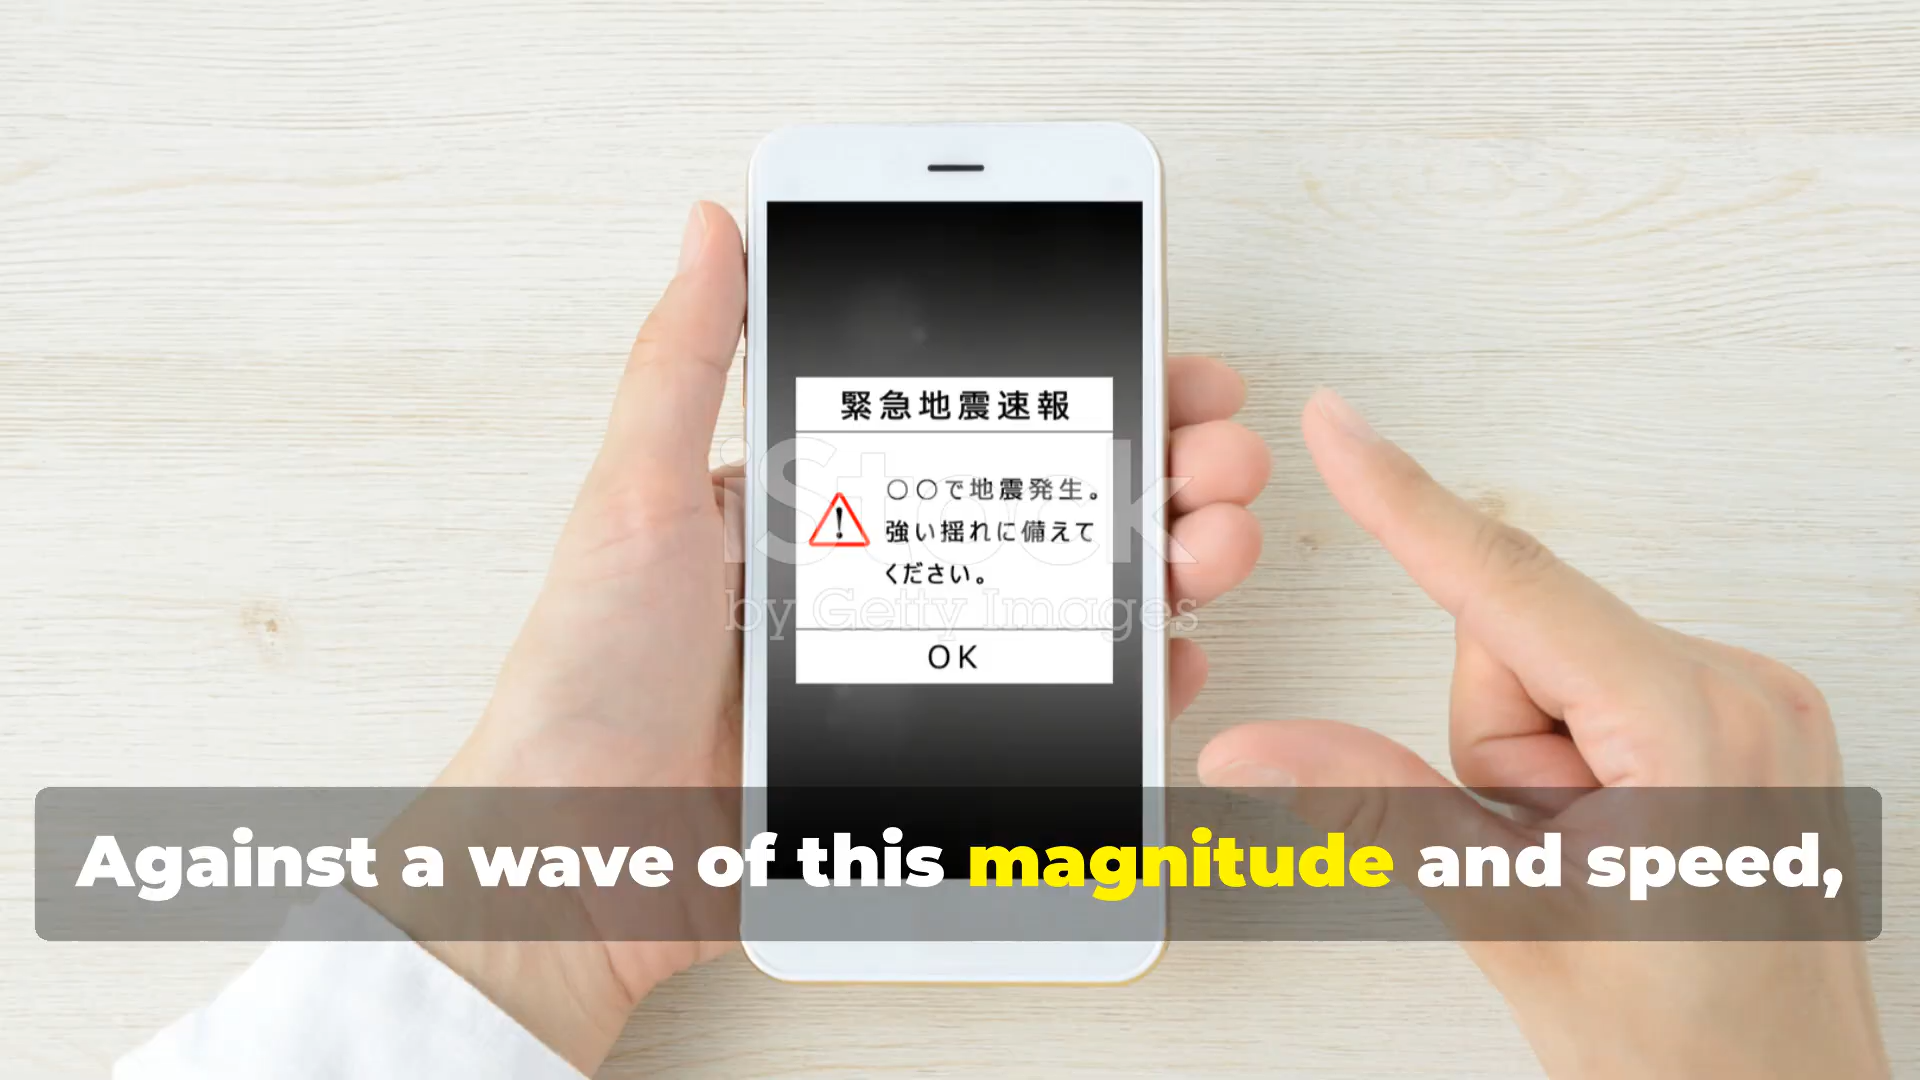 緊急地震速報
○○で地震発生。
強い揺れに備えて
ください。
iStock
by Getty Images
OK
Against a wave of this magnitude and speed,